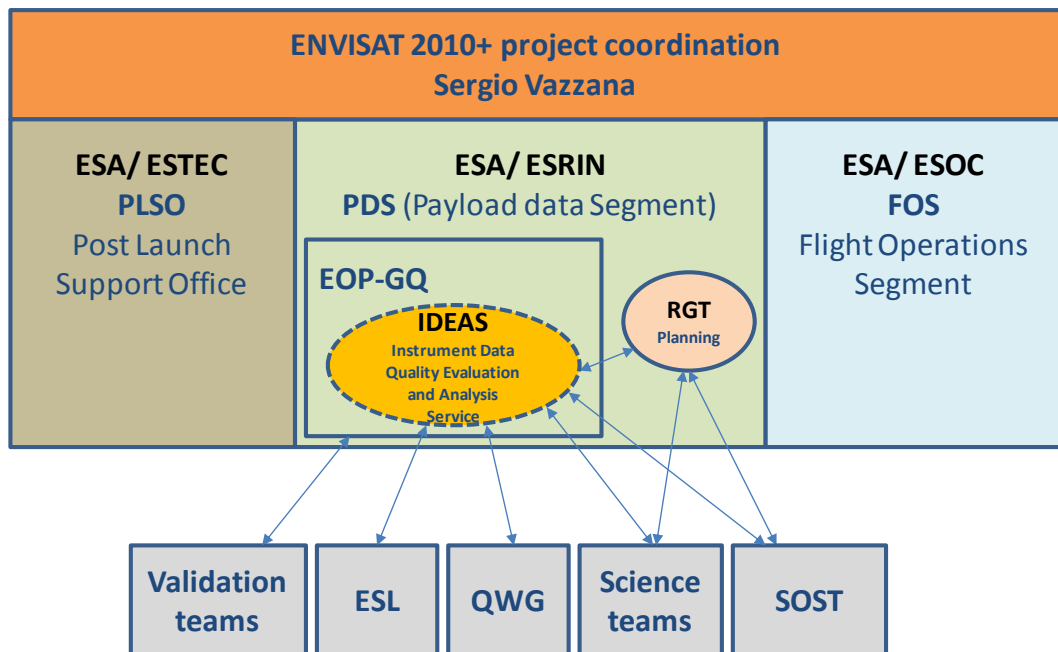 ENVISAT 2010+ project coordination
Sergio Vazzana
ESA/ ESTEC
PLSO
Post Launch
Support Office
ESA/ ESRIN
PDS (Payload data Segment)
EOP-GQ
IDEAS
Instrument Data
Quality Evaluation
and Analysis
Service
RGT
Planning
ESA/ ESOC
FOS
Flight Operations
Segment
Validation
teams
ESL
QWG
Science
teams
SOST